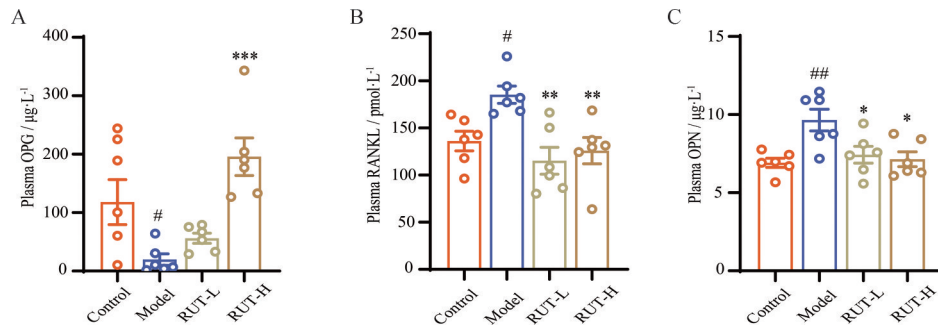 A
Plasma OPG / μg·L⁻¹
400
300
200
100
0
#
***
Control
Model
RUT-L
RUT-H
B
Plasma RANKL / pmol·L⁻¹
250
200
150
100
50
0
#
**
**
Control
Model
RUT-L
RUT-H
C
Plasma OPN / μg·L⁻¹
15
10
5
0
##
*
*
Control
Model
RUT-L
RUT-H